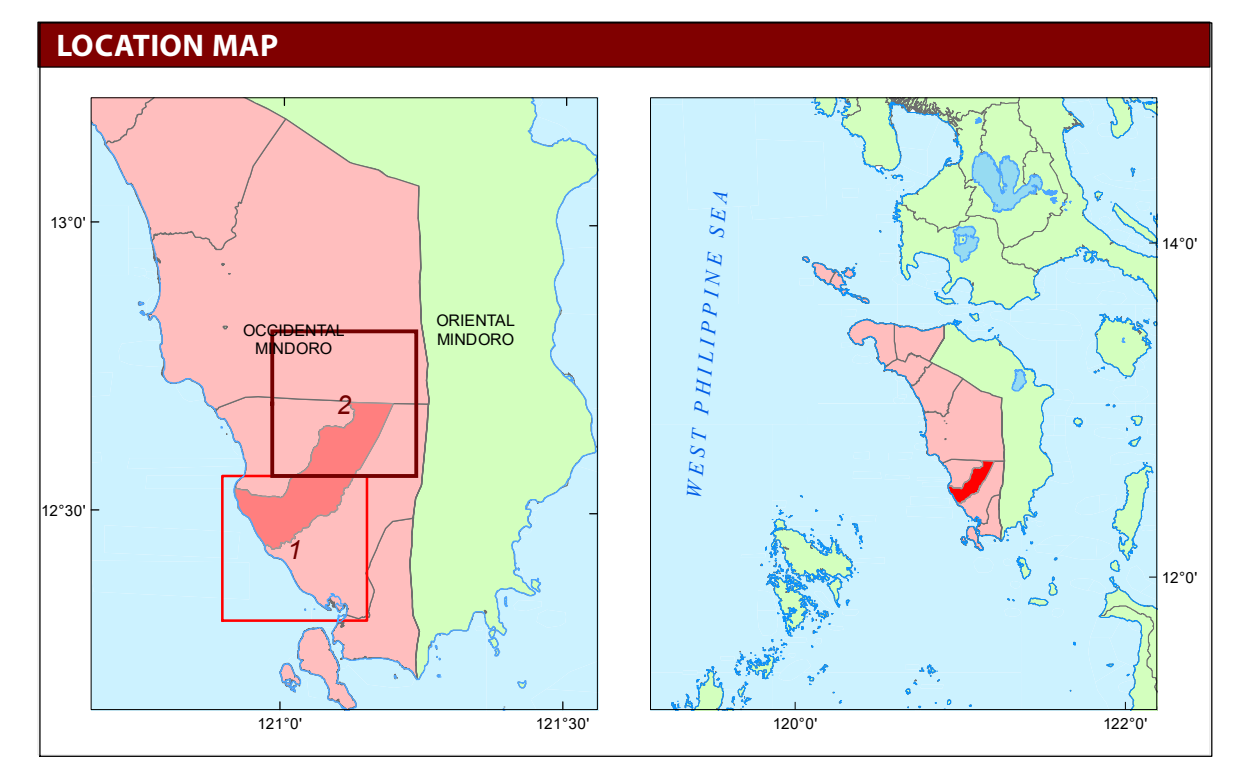 LOCATION MAP
13°0'
OCCIDENTAL
MINDORO
ORIENTAL
MINDORO
2
12°30'
1
121°0'
121°30'
WEST PHILIPPINE SEA
14°0'
12°0'
120°0'
122°0'